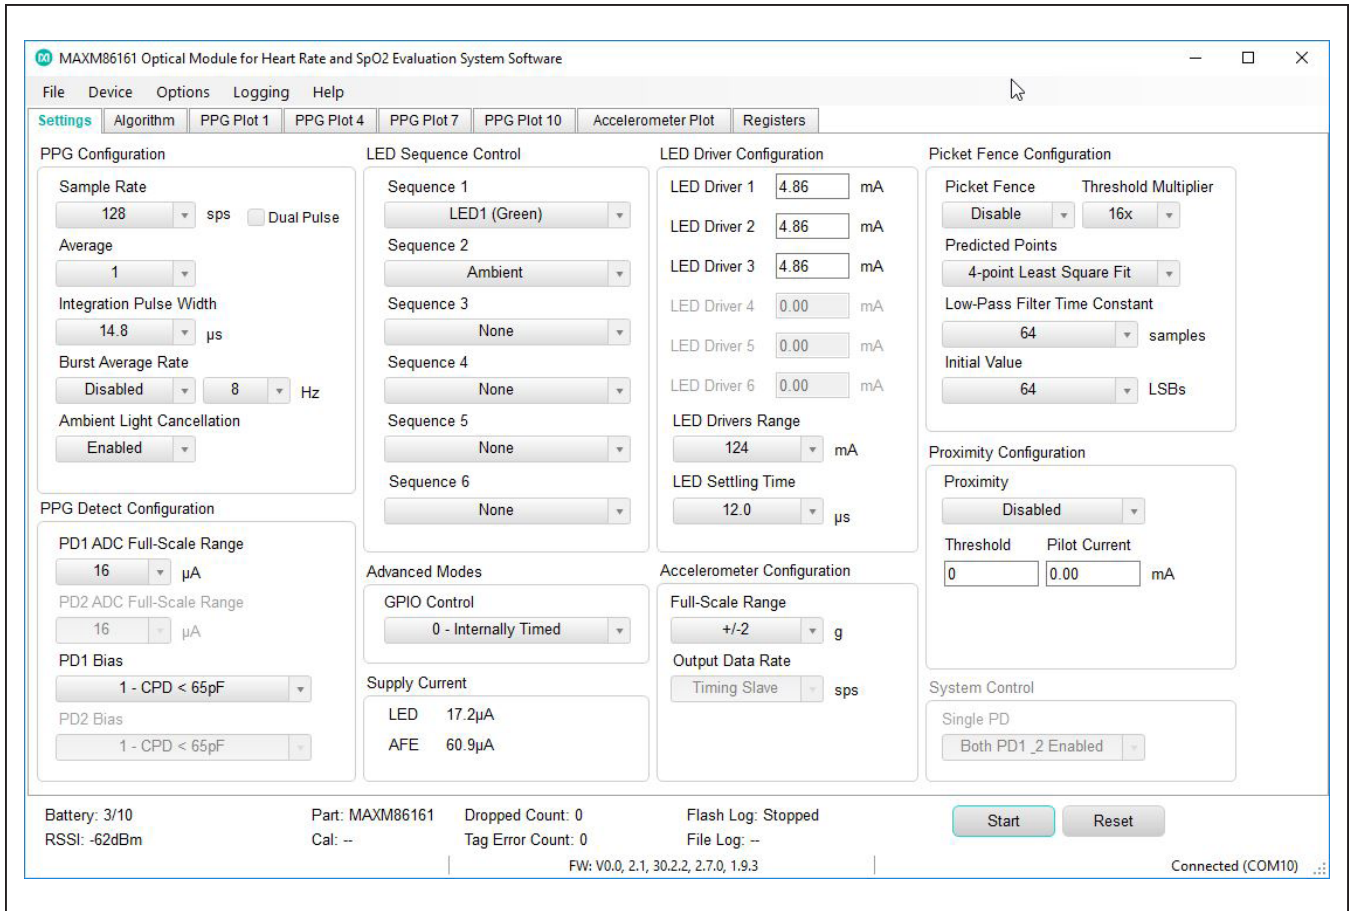 MAXM86161 Optical Module for Heart Rate and SpO2 Evaluation System Software
File Device Options Logging Help
Settings Algorithm PPG Plot 1 PPG Plot 4 PPG Plot 7 PPG Plot 10 Accelerometer Plot Registers
PPG Configuration
Sample Rate
128 sps Dual Pulse
Average
1
Integration Pulse Width
14.8 µs
Burst Average Rate
Disabled 8 Hz
Ambient Light Cancellation
Enabled
PPG Detect Configuration
PD1 ADC Full-Scale Range
16 µA
PD2 ADC Full-Scale Range
16 µA
PD1 Bias
1 - CPD < 65pF
PD2 Bias
1 - CPD < 65pF
LED Sequence Control
Sequence 1
LED1 (Green)
Sequence 2
Ambient
Sequence 3
None
Sequence 4
None
Sequence 5
None
Sequence 6
None
Advanced Modes
GPIO Control
0 - Internally Timed
Supply Current
LED 17.2µA
AFE 60.9µA
LED Driver Configuration
LED Driver 1 4.86 mA
LED Driver 2 4.86 mA
LED Driver 3 4.86 mA
LED Driver 4 0.00 mA
LED Driver 5 0.00 mA
LED Driver 6 0.00 mA
LED Drivers Range
124 mA
LED Settling Time
12.0 µs
Accelerometer Configuration
Full-Scale Range
+/-2 g
Output Data Rate
Timing Slave sps
Picket Fence Configuration
Picket Fence Threshold Multiplier
Disable 16x
Predicted Points
4-point Least Square Fit
Low-Pass Filter Time Constant
64 samples
Initial Value
64 LSBs
Proximity Configuration
Proximity
Disabled
Threshold Pilot Current
0 0.00 mA
System Control
Single PD
Both PD1 _2 Enabled
Battery: 3/10 Part: MAXM86161 Dropped Count: 0 Flash Log: Stopped Start Reset
RSSI: -62dBm Cal: -- Tag Error Count: 0 File Log: --
FW: V0.0, 2.1, 30.2.2, 2.7.0, 1.9.3 Connected (COM10)